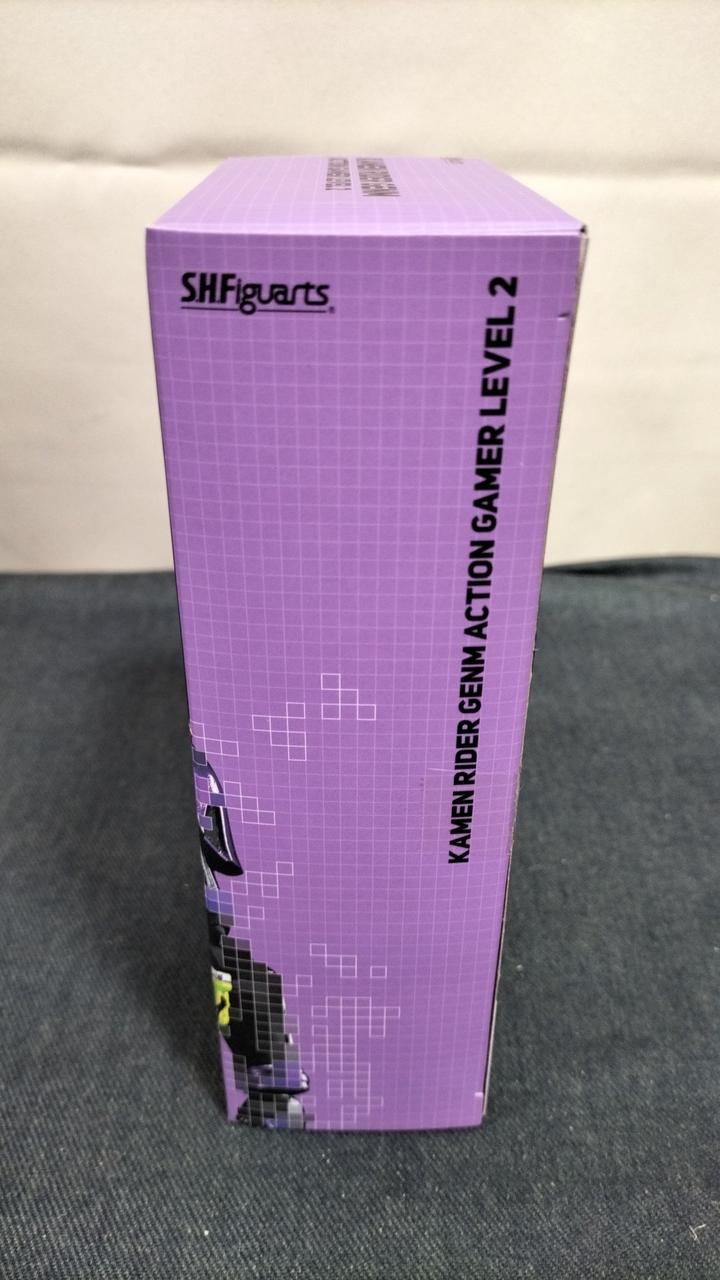 S.H.Figuarts
KAMEN RIDER GENM ACTION GAMER LEVEL 2